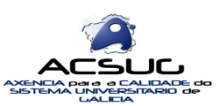 ACSUG
AXENCIA para a CALIDADE do
SISTEMA UNIVERSITARIO de
GALICIA